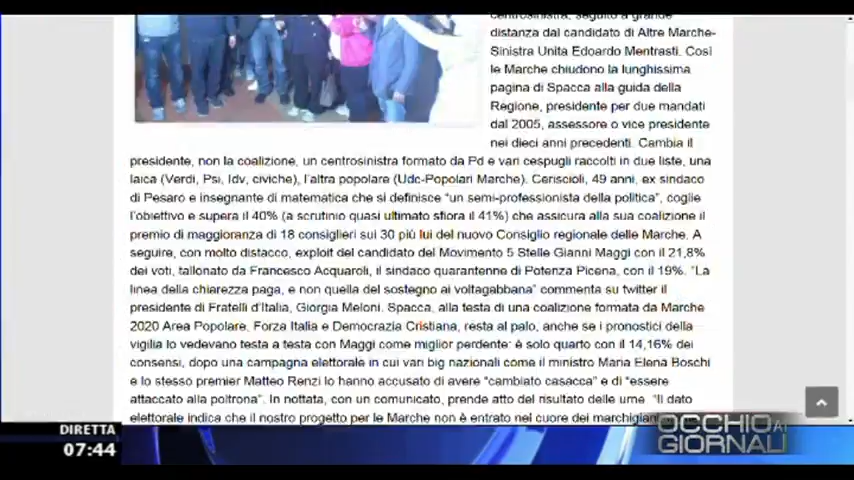 centrosinistra, seguito a grande
distanza dal candidato di Altre Marche-
Sinistra Unita Edoardo Mentrasti. Così
le Marche chiudono la lunghissima
pagina di Spacca alla guida della
Regione, presidente per due mandati
dal 2005, assessore o vice presidente
nei dieci anni precedenti. Cambia il
presidente, non la coalizione, un centrosinistra formato da Pd e vari cespugli raccolti in due liste, una
laica (Verdi, Psi, Idv, civiche), l'altra popolare (Udc-Popolari Marche). Ceriscioli, 49 anni, ex sindaco
di Pesaro e insegnante di matematica che si definisce “un semi-professionista della politica”, coglie
l'obiettivo e supera il 40% (a scrutinio quasi ultimato sfiora il 41%) che assicura alla sua coalizione il
premio di maggioranza di 18 consiglieri sui 30 più lui del nuovo Consiglio regionale delle Marche. A
seguire, con molto distacco, exploit del candidato del Movimento 5 Stelle Gianni Maggi con il 21,8%
dei voti, tallonato da Francesco Acquaroli, il sindaco quarantenne di Potenza Picena, con il 19%. “La
linea della chiarezza paga, e non quella del sostegno ai voltagabbana” commenta su twitter il
presidente di Fratelli d'Italia, Giorgia Meloni. Spacca, alla testa di una coalizione formata da Marche
2020 Area Popolare, Forza Italia e Democrazia Cristiana, resta al palo, anche se i pronostici della
vigilia lo vedevano testa a testa con Maggi come miglior perdente: è solo quarto con il 14,16% dei
consensi, dopo una campagna elettorale in cui vari big nazionali come il ministro Maria Elena Boschi
e lo stesso premier Matteo Renzi lo hanno accusato di avere “cambiato casacca” e di “essere
attaccato alla poltrona”. In nottata, con un comunicato, prende atto del risultato delle urne. “Il dato
elettorale indica che il nostro progetto per le Marche non è entrato nel cuore dei marchigiani
DIRETTA
07:44
OCCHIO AI
GIORNALI